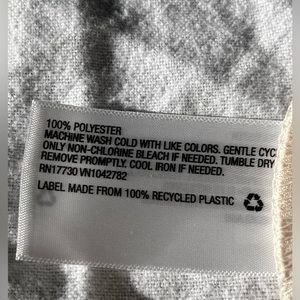 100% POLYESTER
MACHINE WASH COLD WITH LIKE COLORS. GENTLE CYC
ONLY NON-CHLORINE BLEACH IF NEEDED. TUMBLE DRY
REMOVE PROMPTLY. COOL IRON IF NEEDED.
RN17730 VN1042782
LABEL MADE FROM 100% RECYCLED PLASTIC